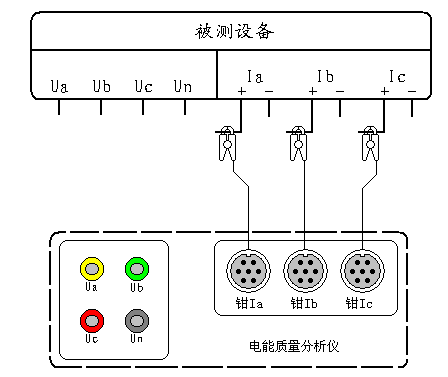 被测设备
Ua Ub Uc Un Ia Ib Ic
+ - + - + -
Ua Ub
Uc Un
钳Ia 钳Ib 钳Ic
电能质量分析仪